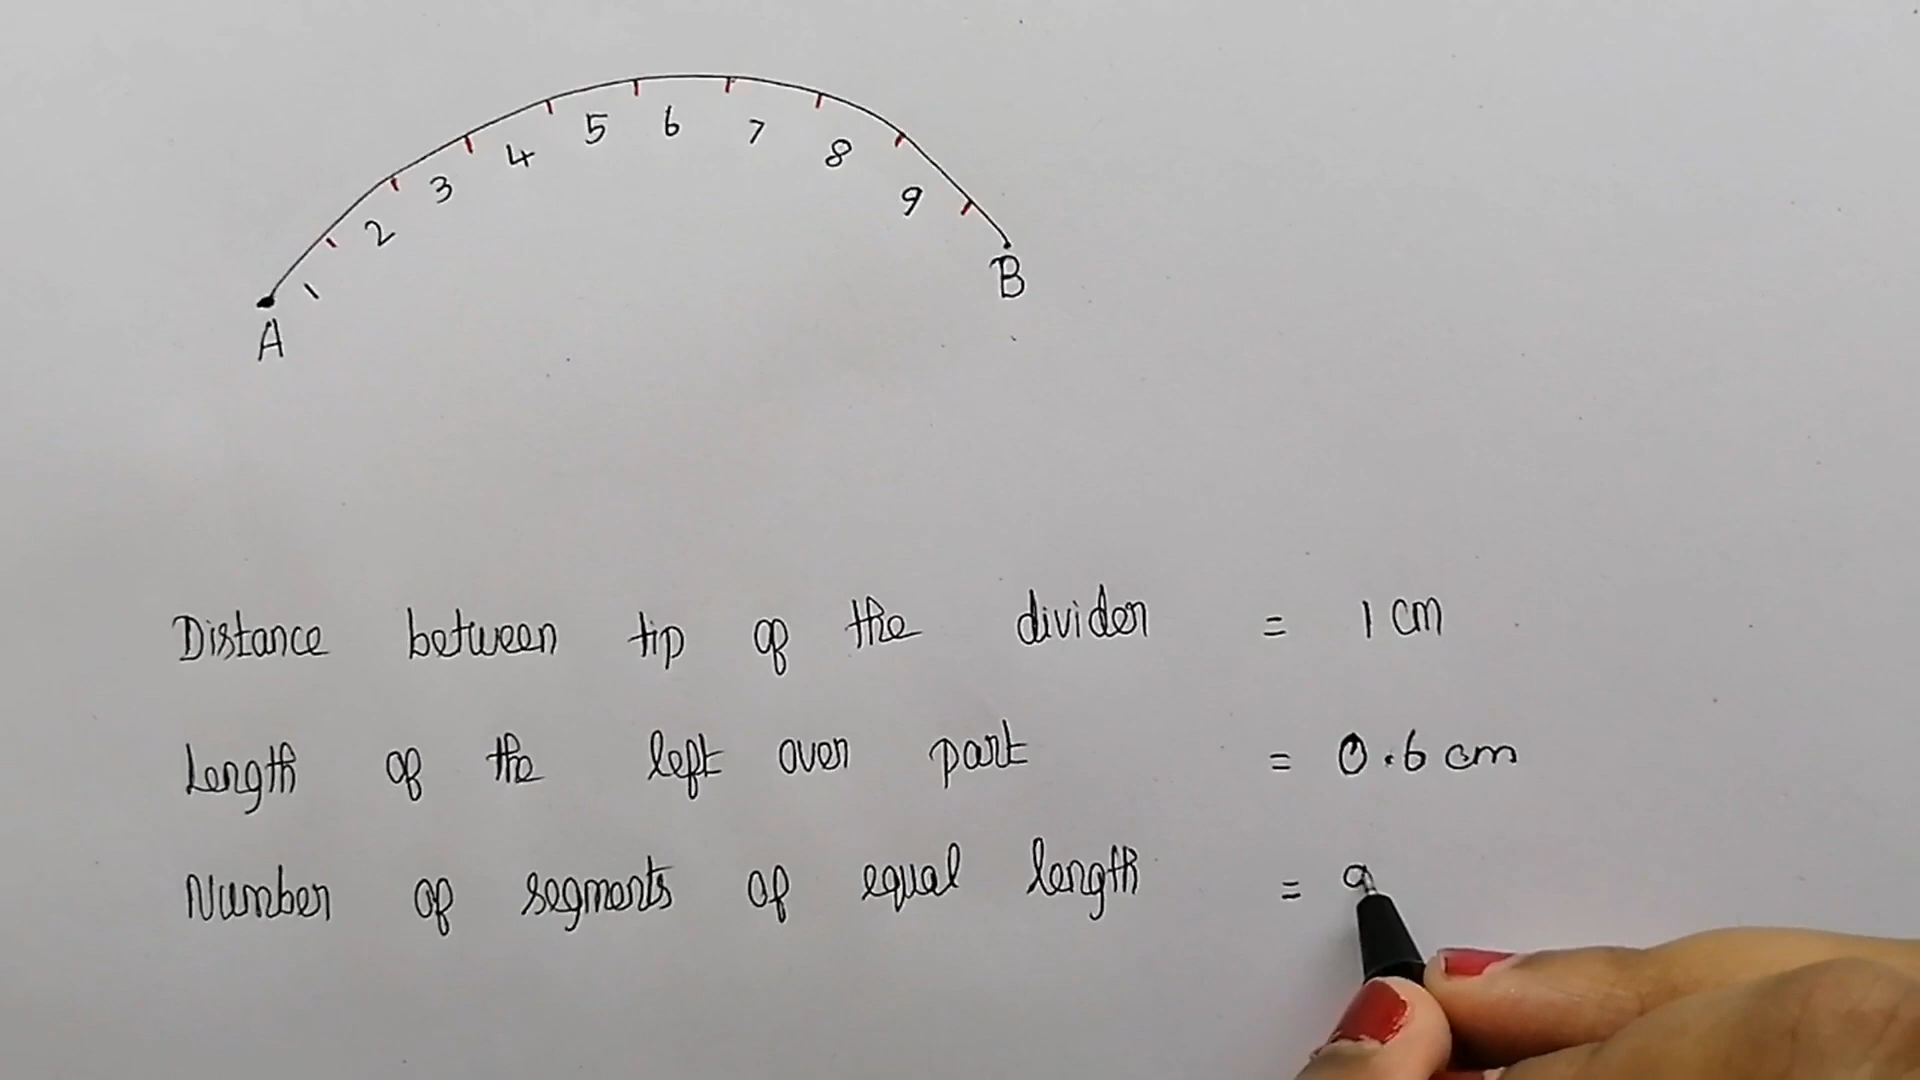 1 2 3 4 5 6 7 8 9
A
B
Distance between tip of the divider = 1 cm
Length of the left over part = 0.6 cm
Number of segments of equal length = 9